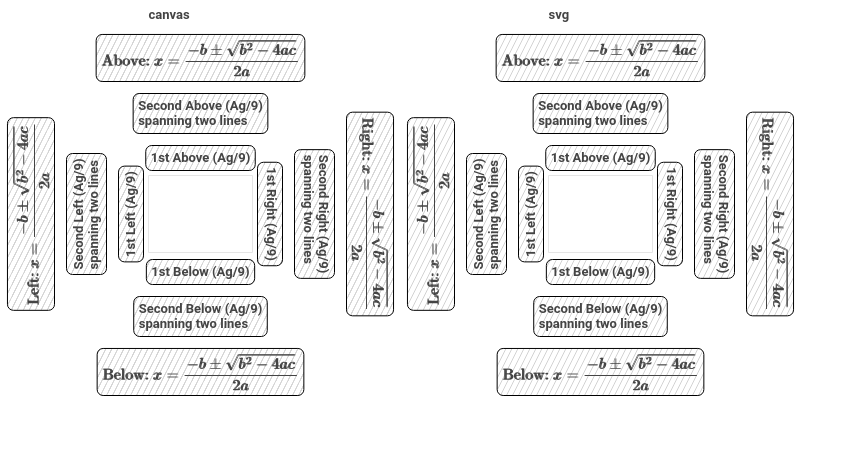 canvas
Above: x = \frac{-b \pm \sqrt{b^2 - 4ac}}{2a}
Second Above (Ag/9)
spanning two lines
1st Above (Ag/9)
Left: x = \frac{-b \pm \sqrt{b^2 - 4ac}}{2a}
Second Left (Ag/9)
spanning two lines
1st Left (Ag/9)
1st Right (Ag/9)
Second Right (Ag/9)
spanning two lines
Right: x = \frac{-b \pm \sqrt{b^2 - 4ac}}{2a}
1st Below (Ag/9)
Second Below (Ag/9)
spanning two lines
Below: x = \frac{-b \pm \sqrt{b^2 - 4ac}}{2a}
svg
Above: x = \frac{-b \pm \sqrt{b^2 - 4ac}}{2a}
Second Above (Ag/9)
spanning two lines
1st Above (Ag/9)
Left: x = \frac{-b \pm \sqrt{b^2 - 4ac}}{2a}
Second Left (Ag/9)
spanning two lines
1st Left (Ag/9)
1st Right (Ag/9)
Second Right (Ag/9)
spanning two lines
Right: x = \frac{-b \pm \sqrt{b^2 - 4ac}}{2a}
1st Below (Ag/9)
Second Below (Ag/9)
spanning two lines
Below: x = \frac{-b \pm \sqrt{b^2 - 4ac}}{2a}